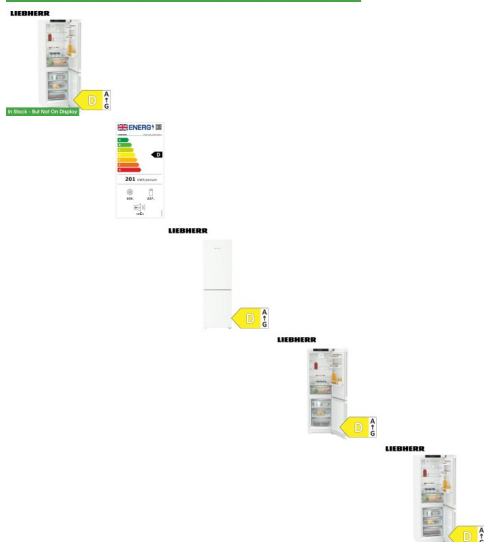 LIEBHERR
D
A
↑
G
In Stock - But Not On Display
ENERG
D
201
LIEBHERR
D
A
↑
G
LIEBHERR
D
A
↑
G
LIEBHERR
D
A
↑
G